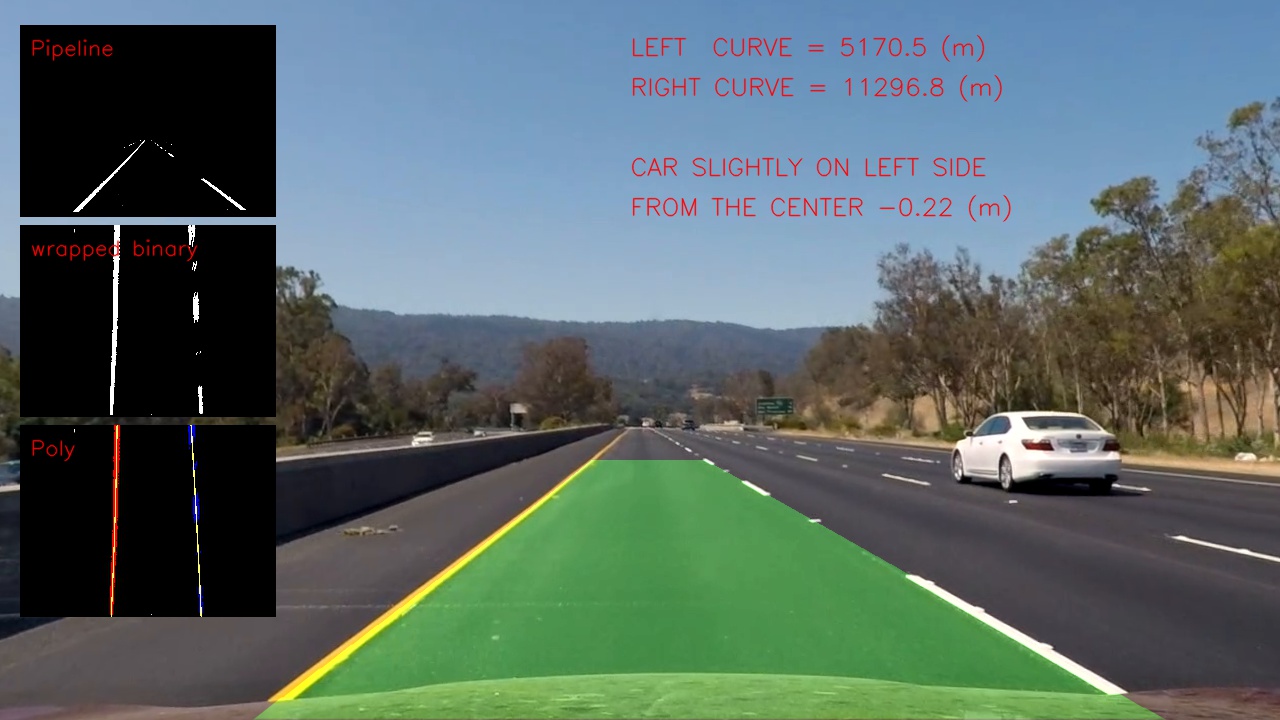 Pipeline
LEFT CURVE = 5170.5 (m)
RIGHT CURVE = 11296.8 (m)
CAR SLIGHTLY ON LEFT SIDE
FROM THE CENTER -0.22 (m)
wrapped binary
Poly